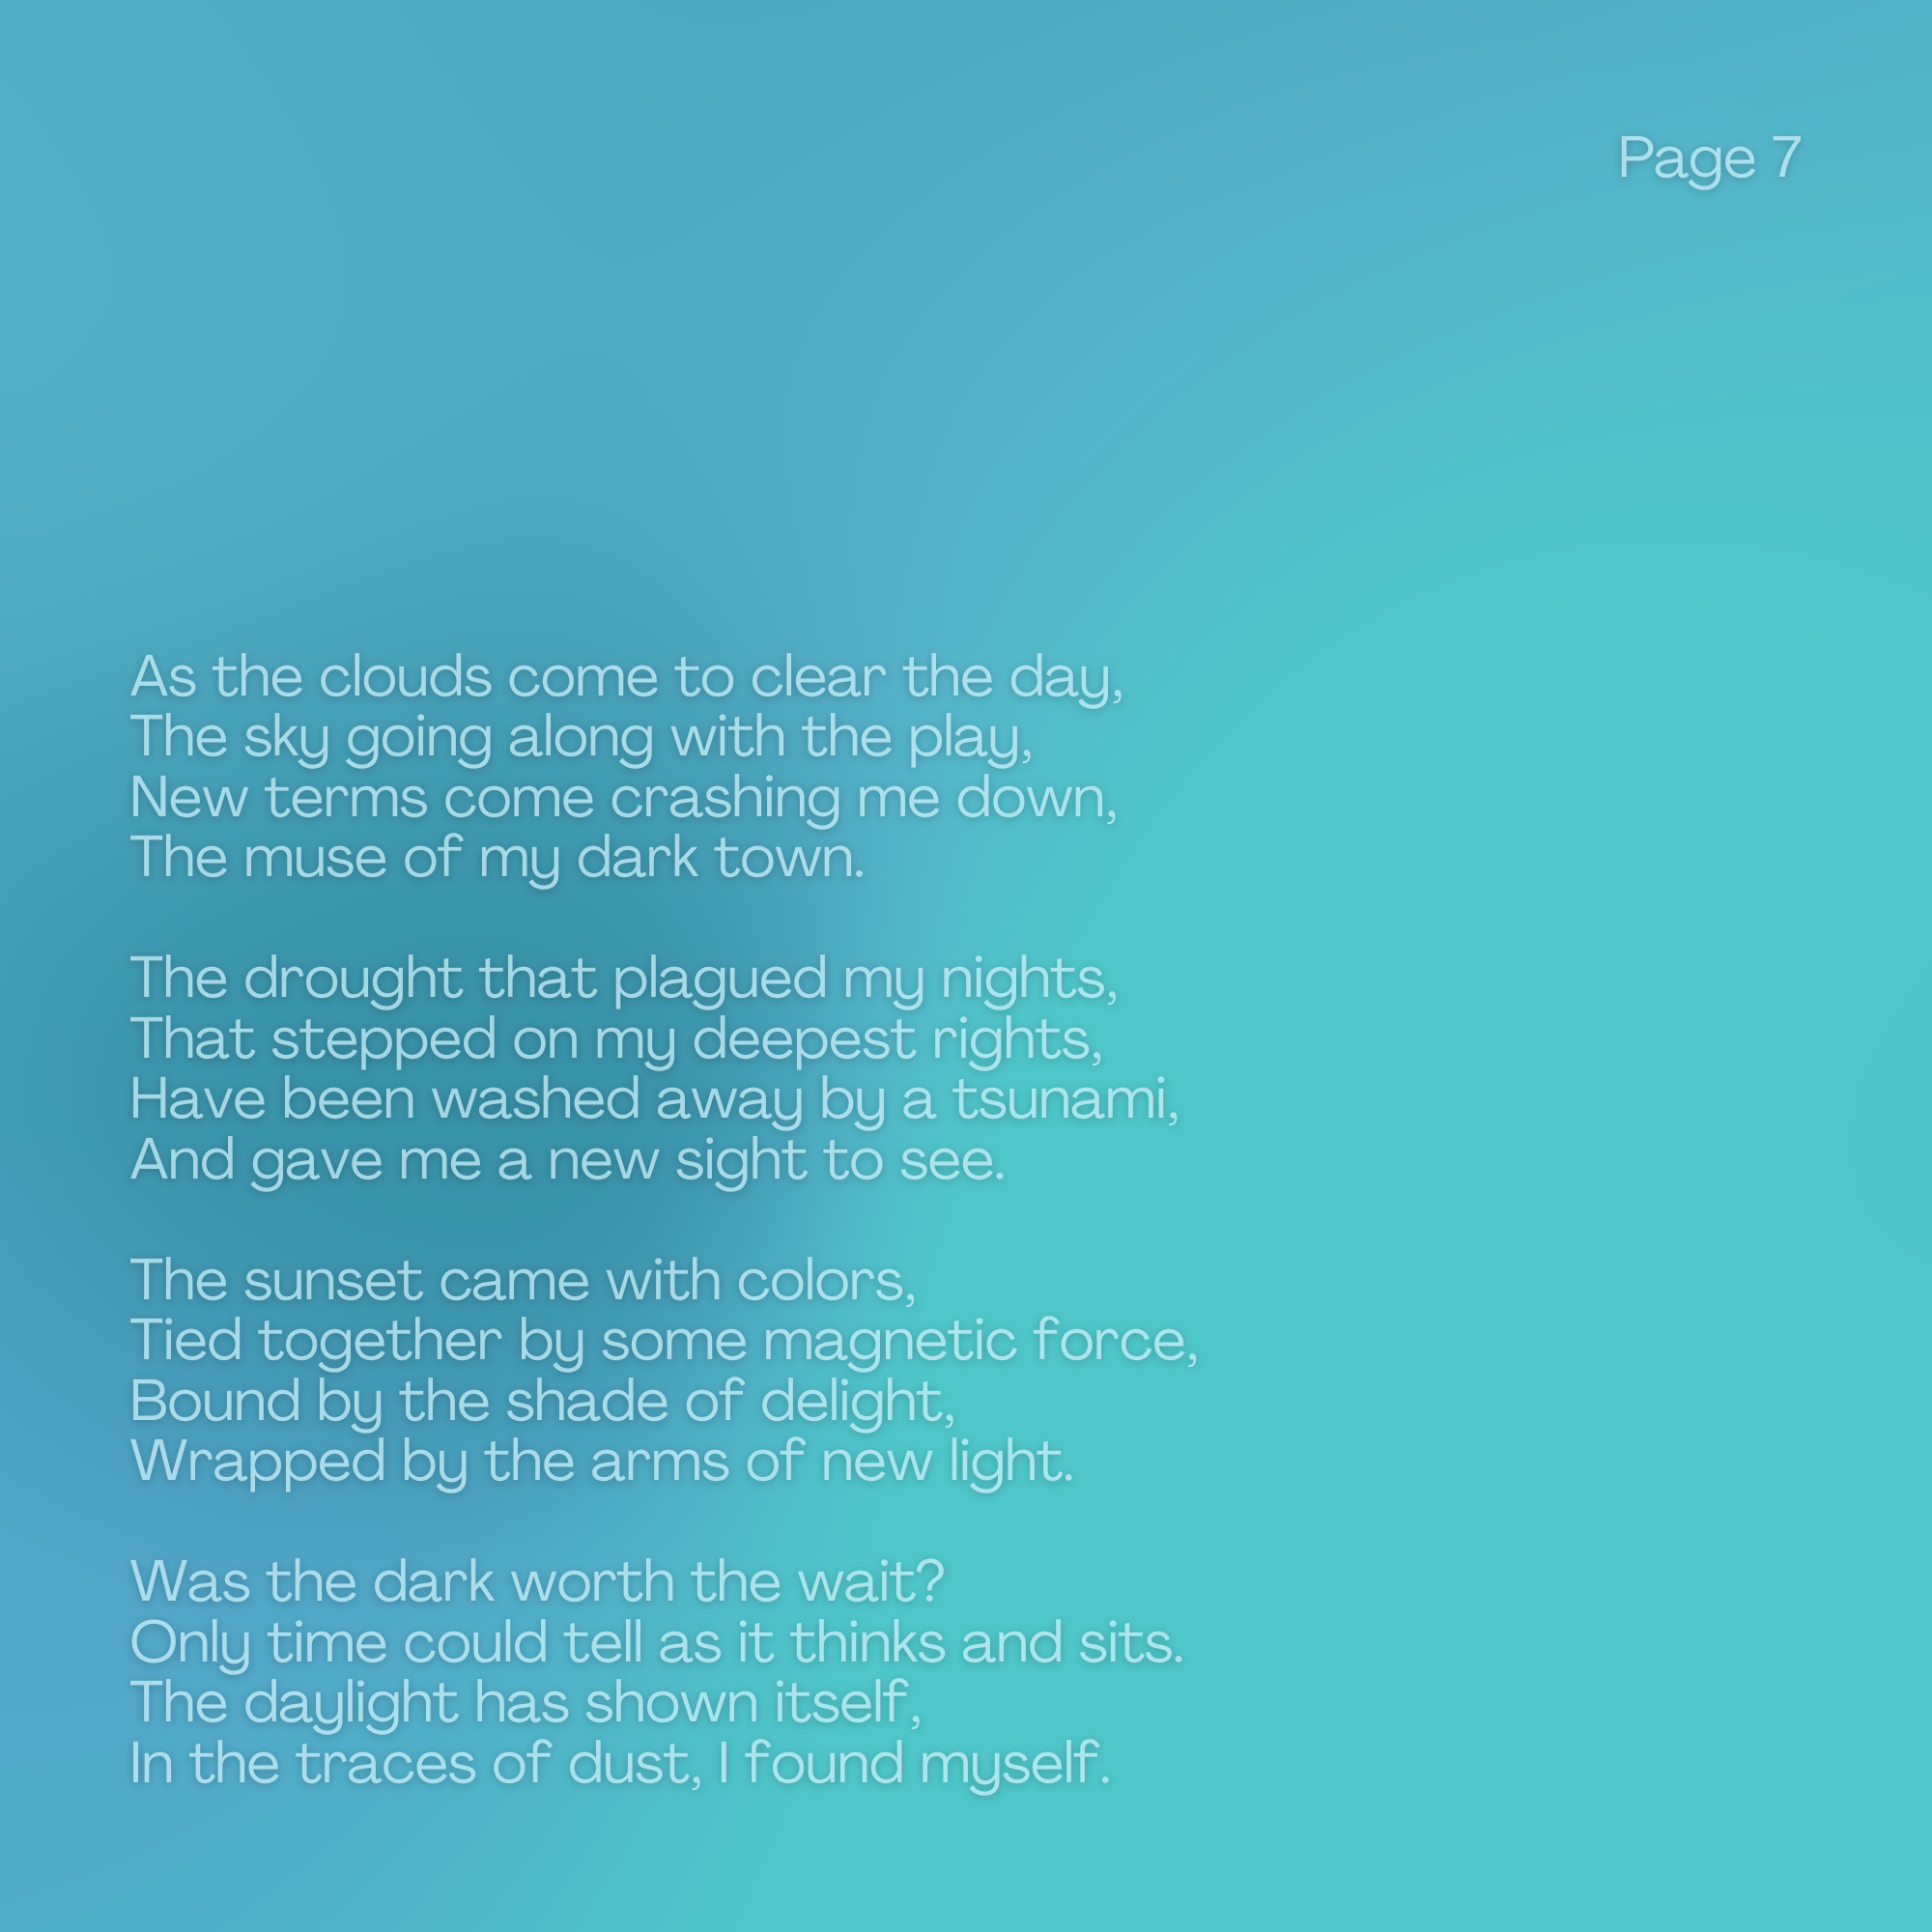 Page 7
As the clouds come to clear the day,
The sky going along with the play,
New terms come crashing me down,
The muse of my dark town.
The drought that plagued my nights,
That stepped on my deepest rights,
Have been washed away by a tsunami,
And gave me a new sight to see.
The sunset came with colors,
Tied together by some magnetic force,
Bound by the shade of delight,
Wrapped by the arms of new light.
Was the dark worth the wait?
Only time could tell as it thinks and sits.
The daylight has shown itself,
In the traces of dust, I found myself.